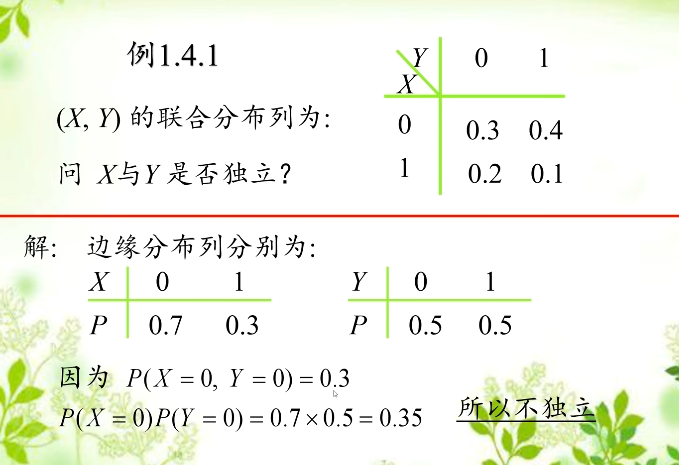 例1.4.1
(X, Y) 的联合分布列为:
问 X与Y 是否独立?
Y 0 1
X
0 0.3 0.4
1 0.2 0.1
解: 边缘分布列分别为:
X 0 1
P 0.7 0.3
Y 0 1
P 0.5 0.5
因为 P(X = 0, Y = 0) = 0.3
P(X = 0)P(Y = 0) = 0.7 × 0.5 = 0.35
所以不独立